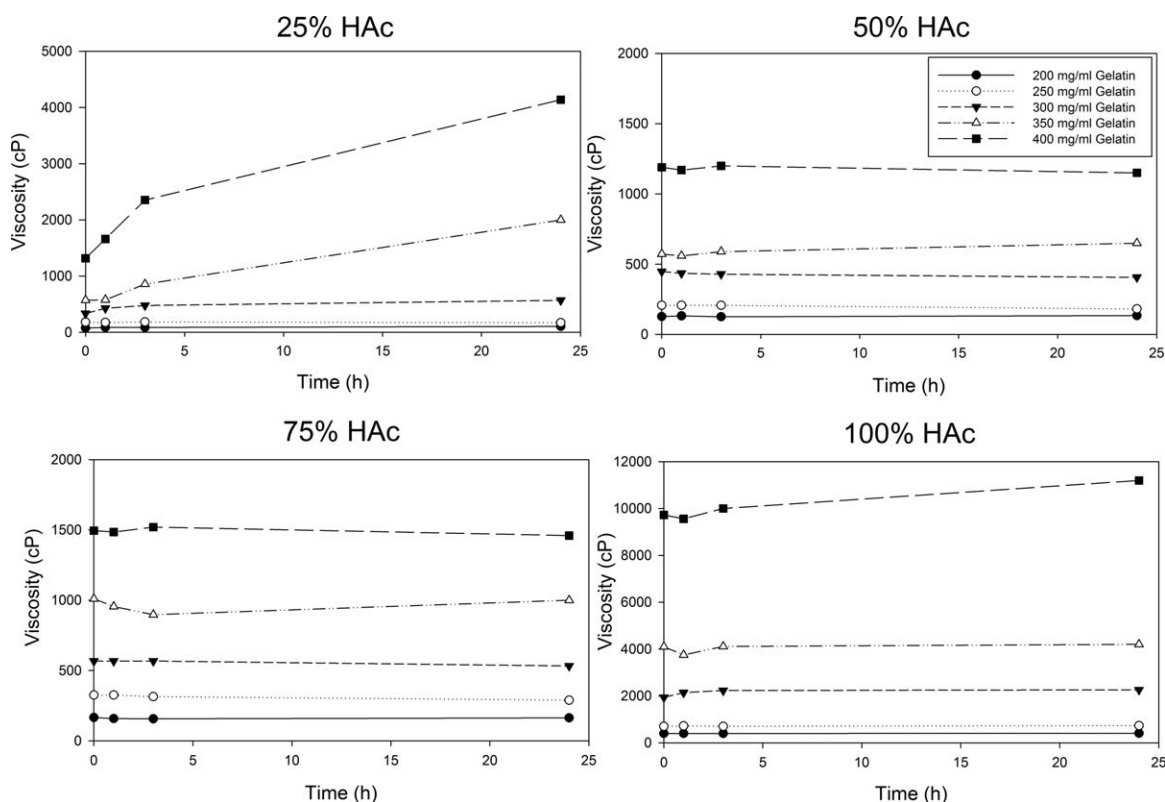 25% HAc
5000
4000
3000
2000
1000
0
Viscosity (cP)
0 5 10 15 20 25
Time (h)
50% HAc
2000
1500
1000
500
0
Viscosity (cP)
200 mg/ml Gelatin
250 mg/ml Gelatin
300 mg/ml Gelatin
350 mg/ml Gelatin
400 mg/ml Gelatin
0 5 10 15 20 25
Time (h)
75% HAc
2000
1500
1000
500
0
Viscosity (cP)
0 5 10 15 20 25
Time (h)
100% HAc
12000
10000
8000
6000
4000
2000
0
Viscosity (cP)
0 5 10 15 20 25
Time (h)